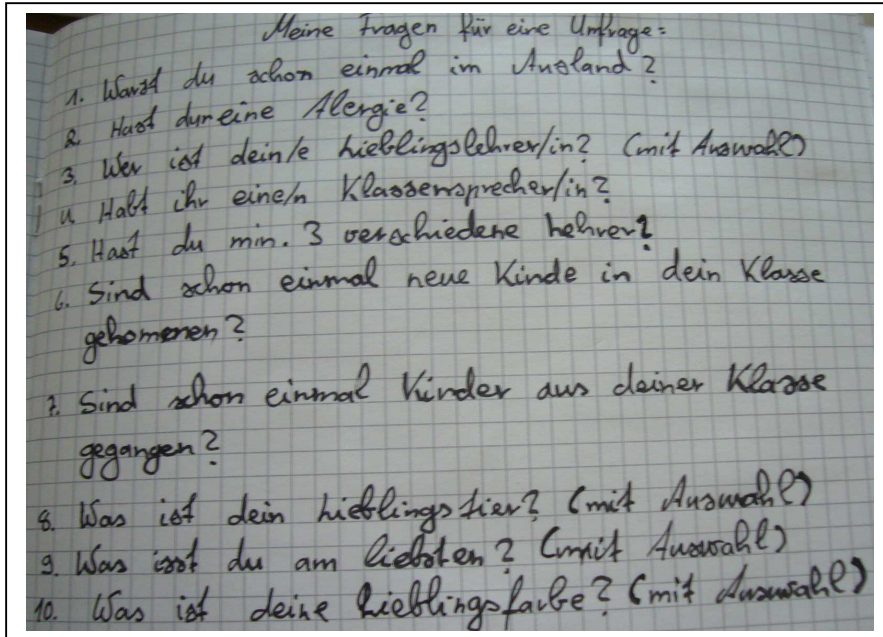 Meine Fragen für eine Umfrage:
1. Warst du schon einmal im Ausland?
2. Hast du eine Alergie?
3. Wer ist dein/e Lieblingslehrer/in? (mit Auswahl)
4. Habt ihr eine/n Klassensprecher/in?
5. Hast du min. 3 verschiedene Lehrer?
6. Sind schon einmal neue Kinde in dein Klasse
gekommenen?
7. Sind schon einmal Kinder aus deiner Klasse
gegangen?
8. Was ist dein Lieblingstier? (mit Auswahl)
9. Was isst du am liebsten? (mit Auswahl)
10. Was ist deine Lieblingsfarbe? (mit Auswahl)